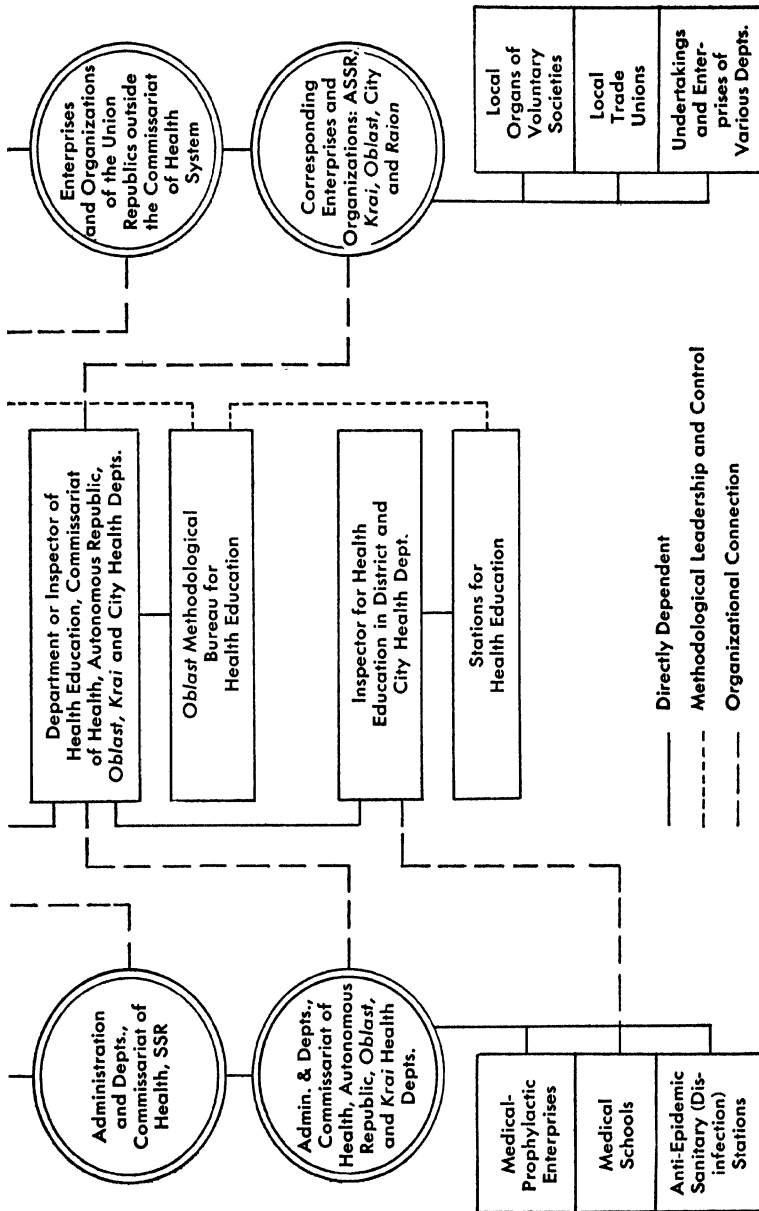 Enterprises
and Organizations
of the Union
Republics outside
the Commissariat
of Health
System
Corresponding
Enterprises and
Organizations: ASSR,
Krai, Oblast, City
and Raion
Local
Organs of
Voluntary
Societies
Local
Trade
Unions
Undertakings
and Enter-
prises of
Various Depts.
Department or Inspector of
Health Education, Commissariat
of Health, Autonomous Republic,
Oblast, Krai and City Health Depts.
Oblast Methodological
Bureau for
Health Education
Inspector for Health
Education in District and
City Health Dept.
Stations for
Health Education
Directly Dependent
Methodological Leadership and Control
Organizational Connection
Administration
and Depts.,
Commissariat of
Health, SSR
Admin. & Depts.,
Commissariat of
Health, Autonomous
Republic, Oblast,
and Krai Health
Depts.
Medical-
Prophylactic
Enterprises
Medical
Schools
Anti-Epidemic
Sanitary (Dis-
infection)
Stations